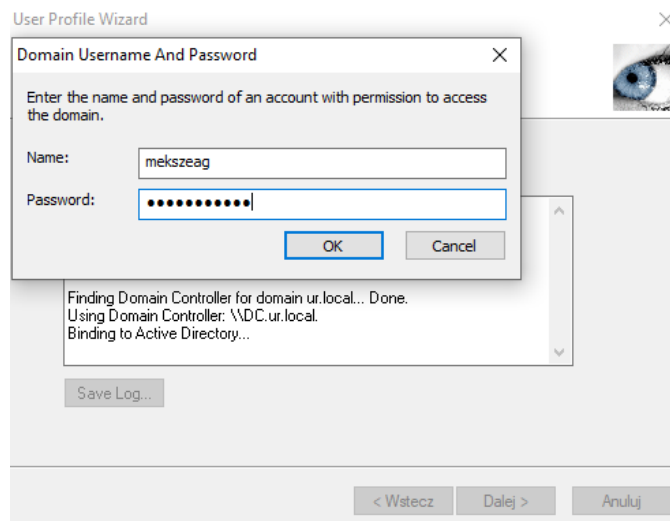 User Profile Wizard
Domain Username And Password
Enter the name and password of an account with permission to access
the domain.
Name:
mekszeag
Password:
●●●●●●●●●●●
OK
Cancel
Finding Domain Controller for domain ur.local... Done.
Using Domain Controller: \\DC.ur.local.
Binding to Active Directory...
Save Log...
< Wstecz
Dalej >
Anuluj